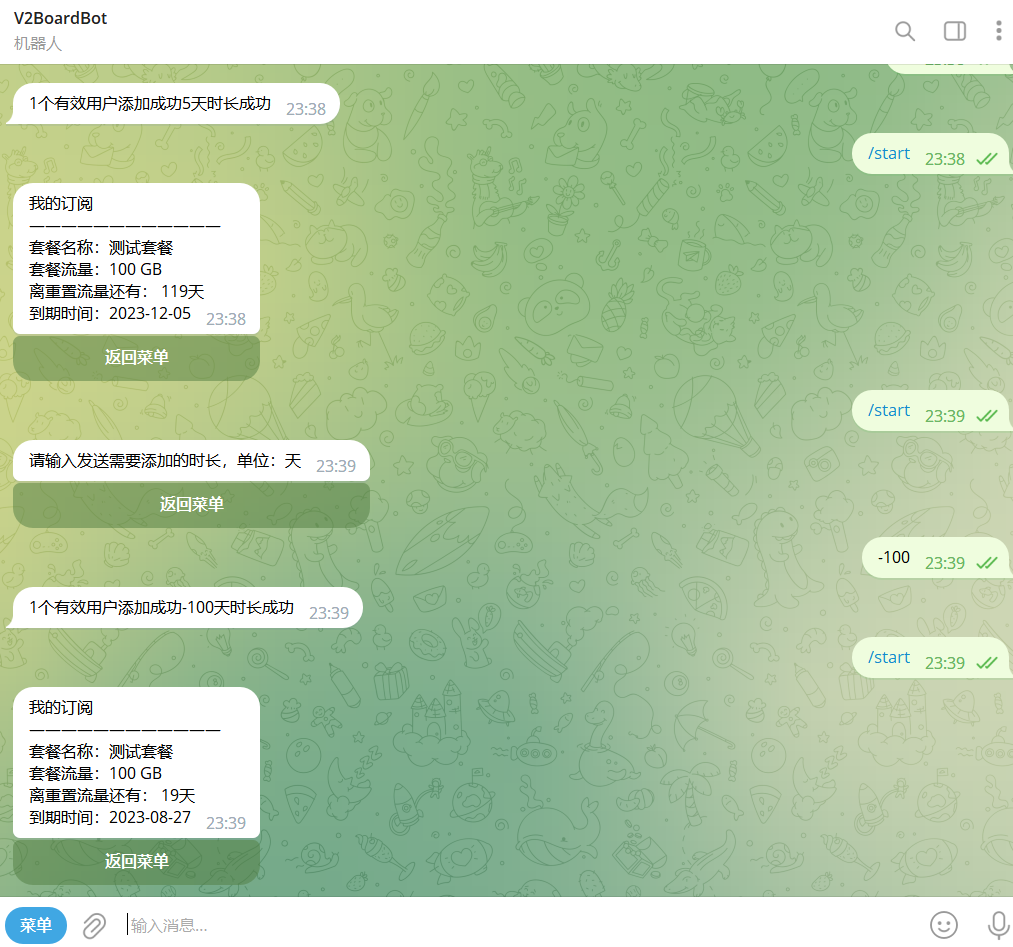 V2BoardBot
机器人
1个有效用户添加成功5天时长成功 23:38
/start 23:38
我的订阅
————————————
套餐名称：测试套餐
套餐流量：100 GB
离重置流量还有： 119天
到期时间：2023-12-05 23:38
返回菜单
/start 23:39
请输入发送需要添加的时长，单位：天 23:39
返回菜单
-100 23:39
1个有效用户添加成功-100天时长成功 23:39
/start 23:39
我的订阅
————————————
套餐名称：测试套餐
套餐流量：100 GB
离重置流量还有： 19天
到期时间：2023-08-27 23:39
返回菜单
菜单 输入消息...